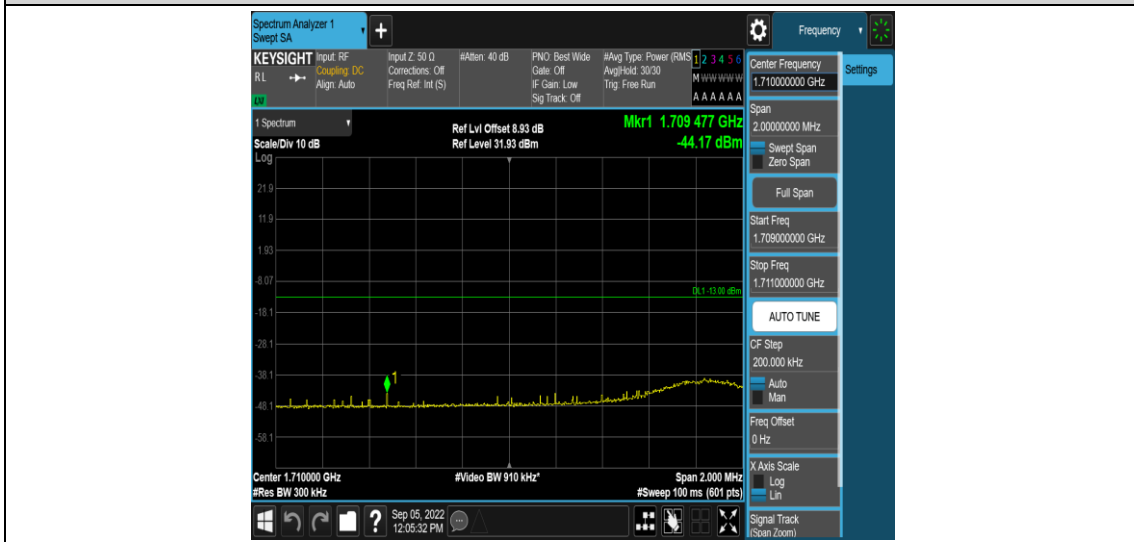 Spectrum Analyzer 1
Swept SA
+
Frequency
KEYSIGHT
RL
LXI
Input: RF
Coupling: DC
Align: Auto
Input Z: 50 Ω
Corrections: Off
Freq Ref: Int (S)
#Atten: 40 dB
PNO: Best Wide
Gate: Off
IF Gain: Low
Sig Track: Off
#Avg Type: Power (RMS
Avg|Hold: 30/30
Trig: Free Run
1 2 3 4 5 6
M W W W W W
A A A A A A
1 Spectrum
Scale/Div 10 dB
Ref Lvl Offset 8.93 dB
Ref Level 31.93 dBm
Mkr1 1.709 477 GHz
-44.17 dBm
Log
21.9
11.9
1.93
-8.07
DL1 -13.00 dBm
-18.1
-28.1
-38.1
1
-48.1
-58.1
Center 1.710000 GHz
#Video BW 910 kHz*
Span 2.000 MHz
#Res BW 300 kHz
#Sweep 100 ms (601 pts)
?
Sep 05, 2022
12:05:32 PM
Center Frequency
1.710000000 GHz
Settings
Span
2.00000000 MHz
Swept Span
Zero Span
Full Span
Start Freq
1.709000000 GHz
Stop Freq
1.711000000 GHz
AUTO TUNE
CF Step
200.000 kHz
Auto
Man
Freq Offset
0 Hz
X Axis Scale
Log
Lin
Signal Track
(Span Zoom)